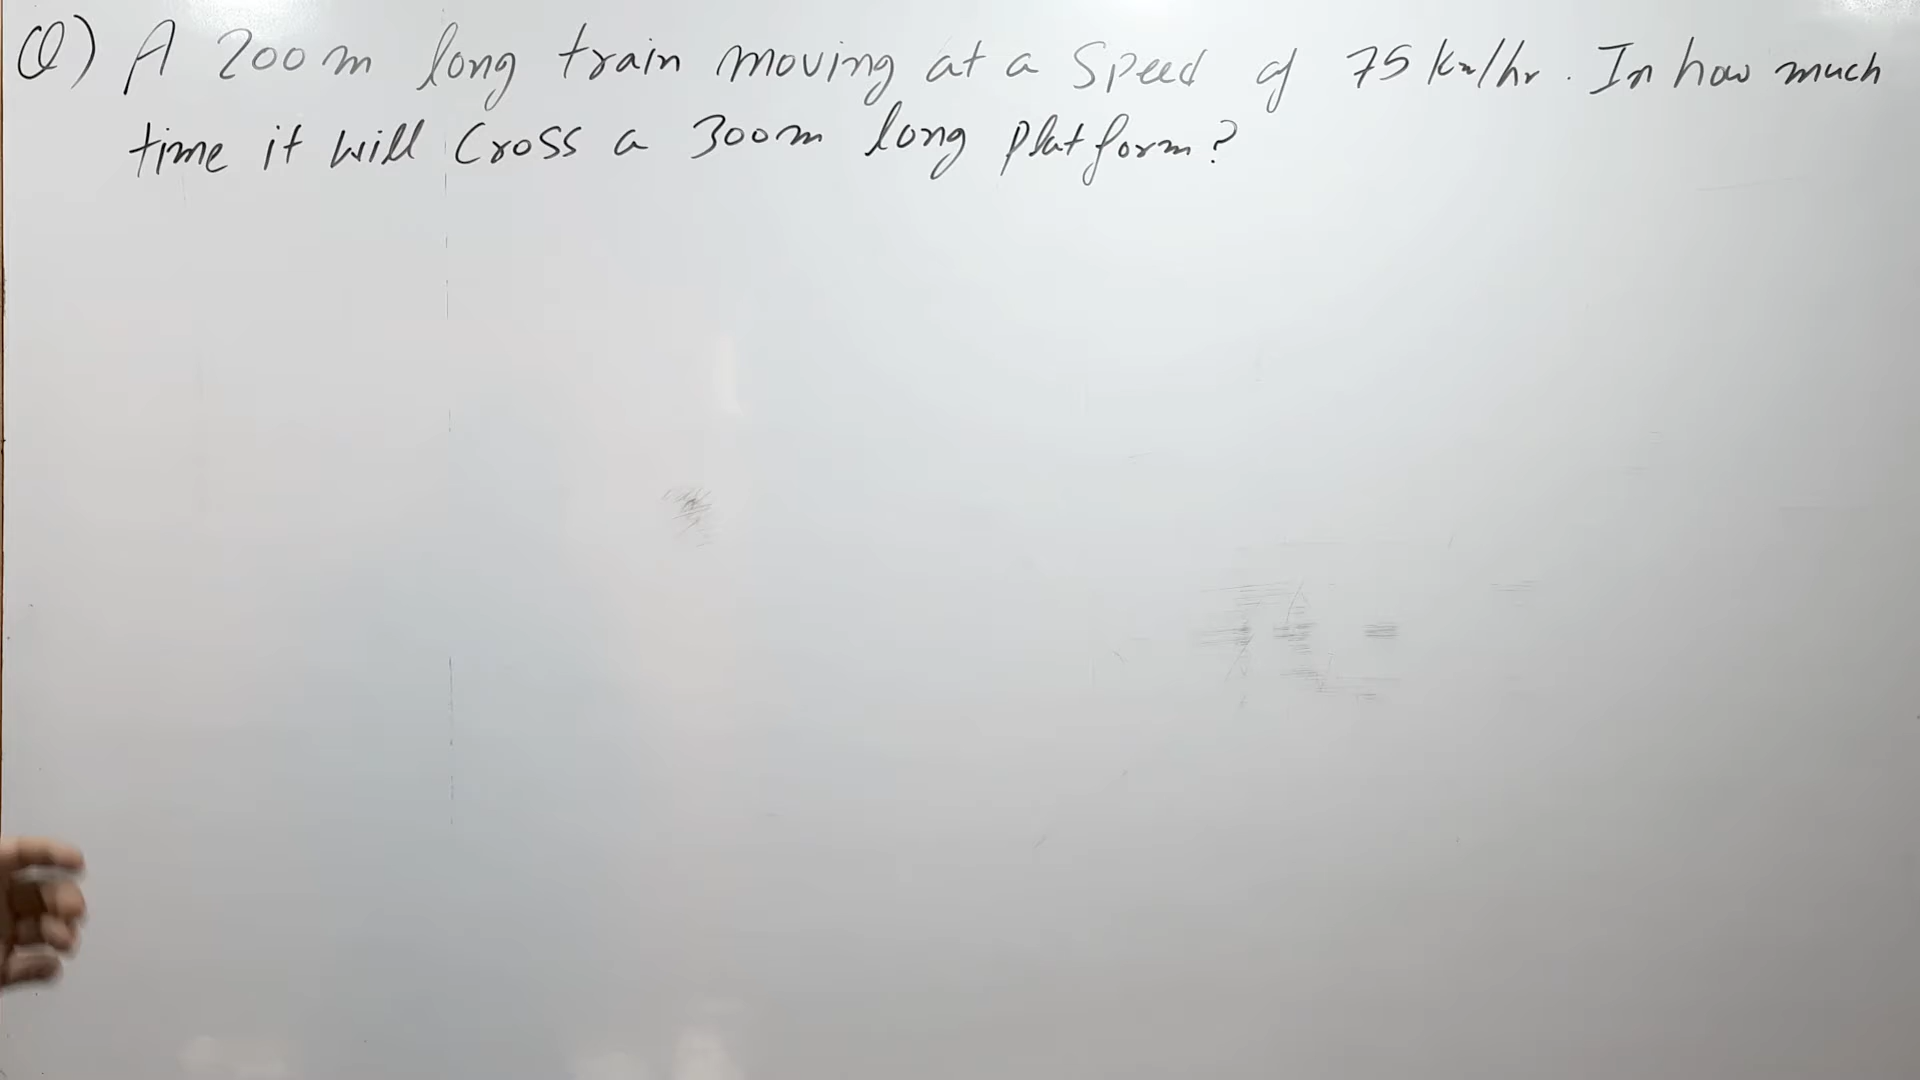 Q) A 200m long train moving at a Speed of 75 km/hr. In how much
time it will Cross a 300m long Platform?